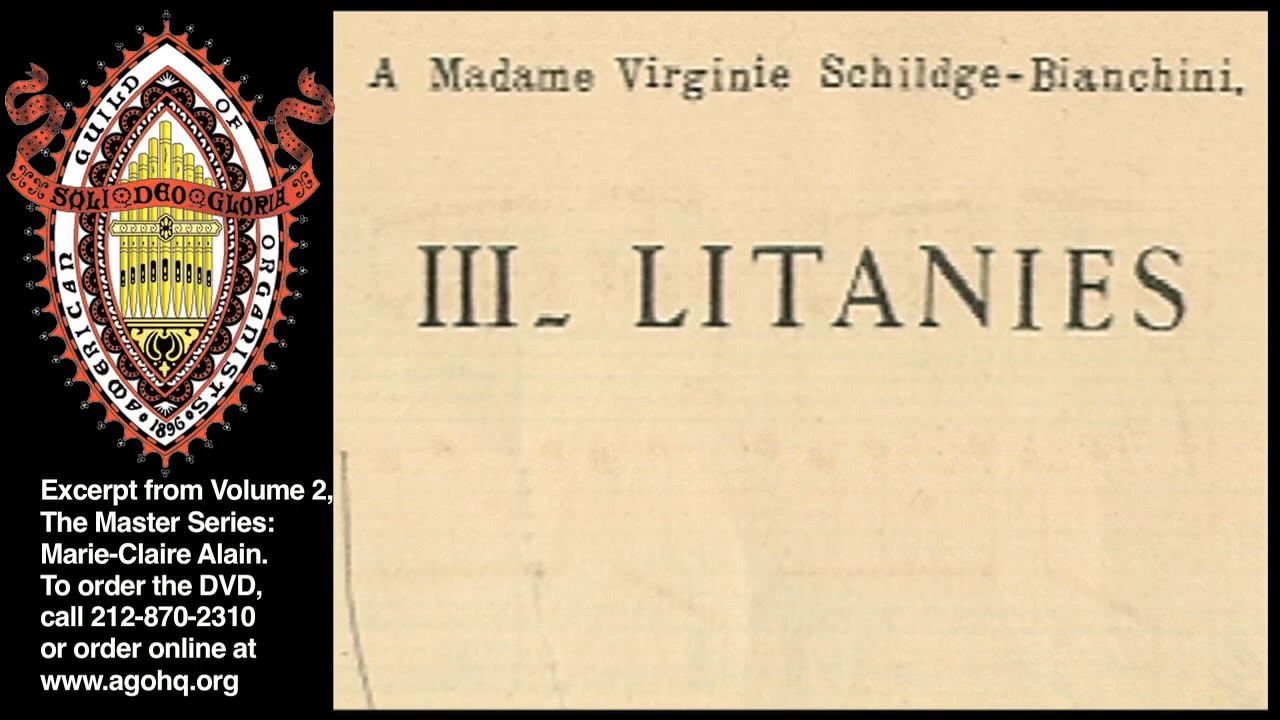 AMERICAN GUILD OF ORGANISTS • 1896 •
SOLI DEO GLORIA
Excerpt from Volume 2,
The Master Series:
Marie-Claire Alain.
To order the DVD,
call 212-870-2310
or order online at
www.agohq.org
A Madame Virginie Schildge-Bianchini,
III_ LITANIES